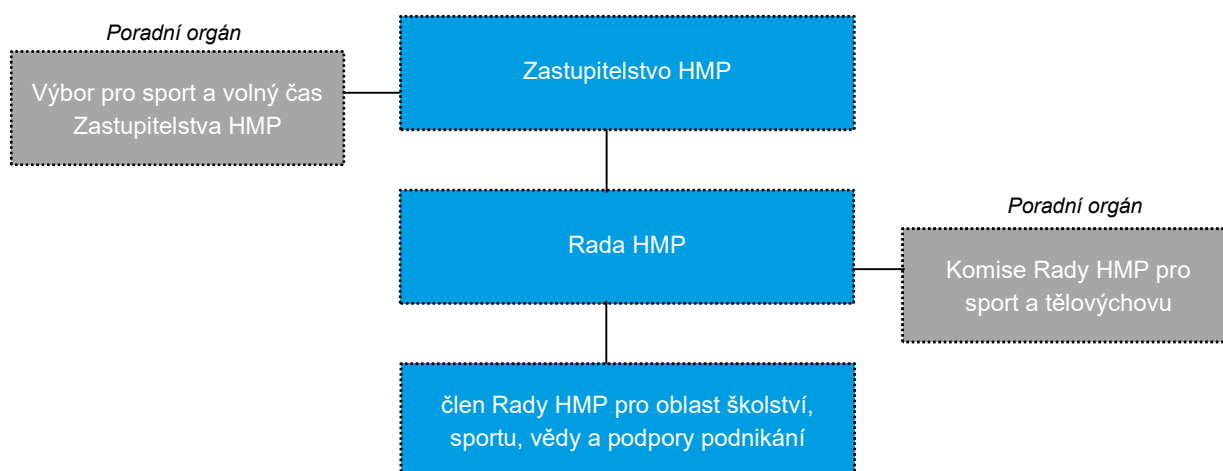 Poradní orgán
Výbor pro sport a volný čas
Zastupitelstva HMP
Zastupitelstvo HMP
Rada HMP
Poradní orgán
Komise Rady HMP pro
sport a tělovýchovu
člen Rady HMP pro oblast školství,
sportu, vědy a podpory podnikání